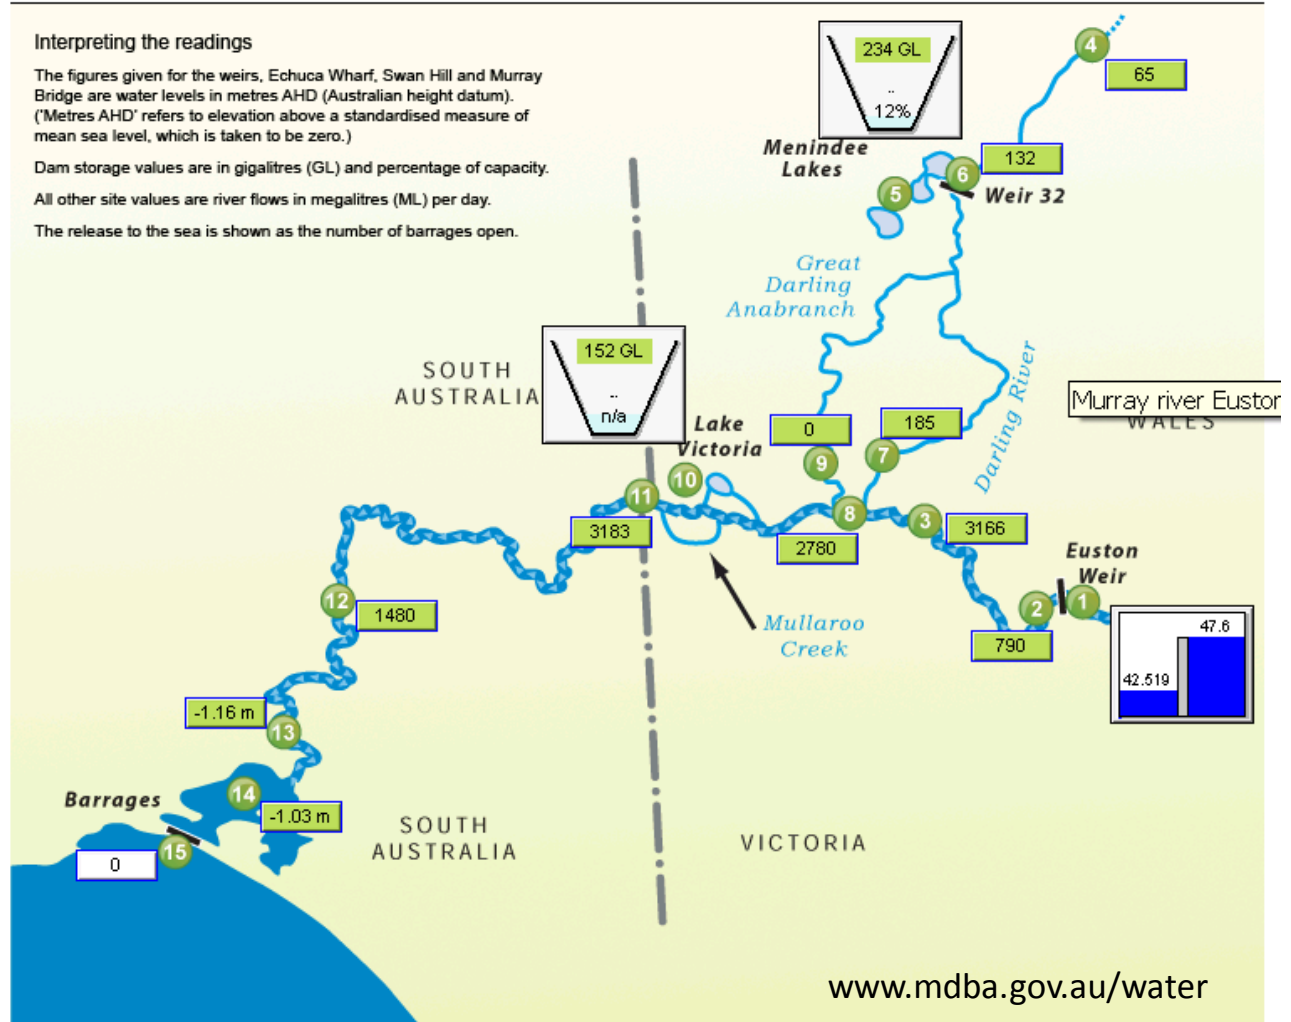 Interpreting the readings
The figures given for the weirs, Echuca Wharf, Swan Hill and Murray
Bridge are water levels in metres AHD (Australian height datum).
('Metres AHD' refers to elevation above a standardised measure of
mean sea level, which is taken to be zero.)
Dam storage values are in gigalitres (GL) and percentage of capacity.
All other site values are river flows in megalitres (ML) per day.
The release to the sea is shown as the number of barrages open.
234 GL
..
12%
4
65
Menindee
Lakes
132
6
5
Weir 32
Great
Darling
Anabranch
152 GL
..
n/a
SOUTH
AUSTRALIA
Darling River
Murray river Euston
WALES
Lake
Victoria
0
185
9
7
10
11
8
3
3183
2780
3166
Euston
Weir
Mullaroo
Creek
2
1
790
47.6
42.519
12
1480
-1.16 m
13
14
-1.03 m
Barrages
15
0
SOUTH
AUSTRALIA
VICTORIA
www.mdba.gov.au/water